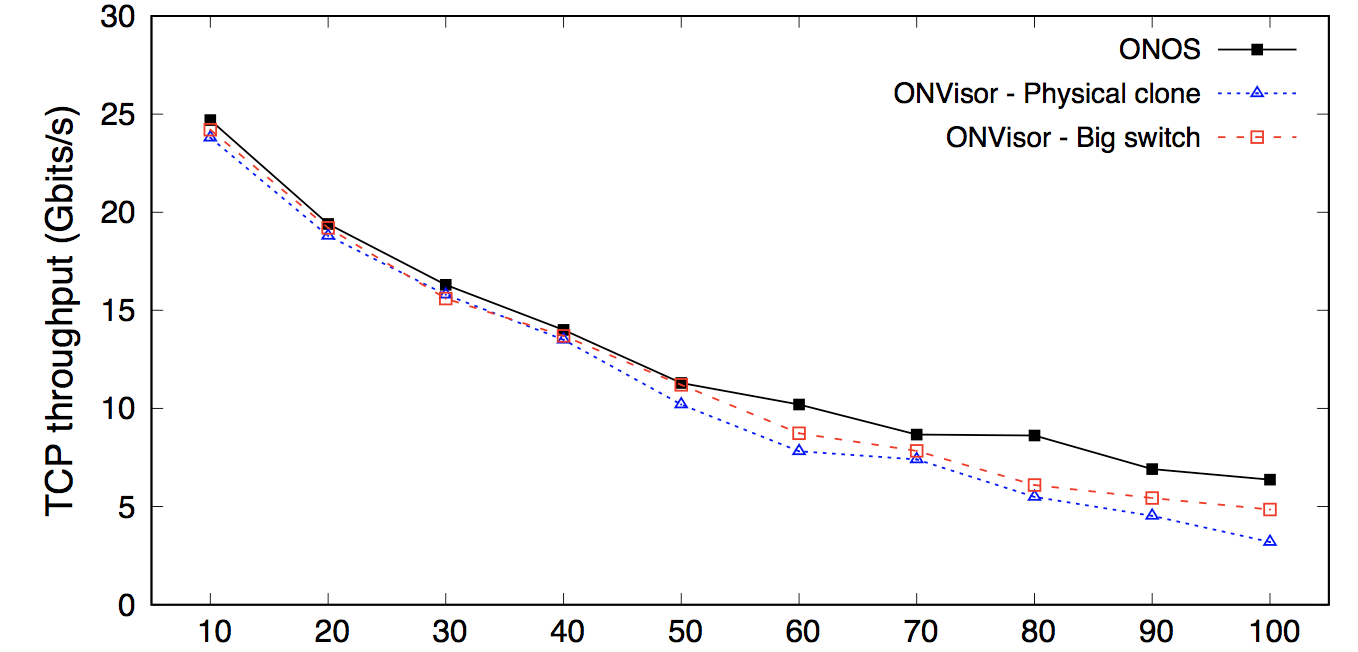 30
25
20
15
10
5
0
TCP throughput (Gbits/s)
ONOS
ONVisor - Physical clone
ONVisor - Big switch
10 20 30 40 50 60 70 80 90 100